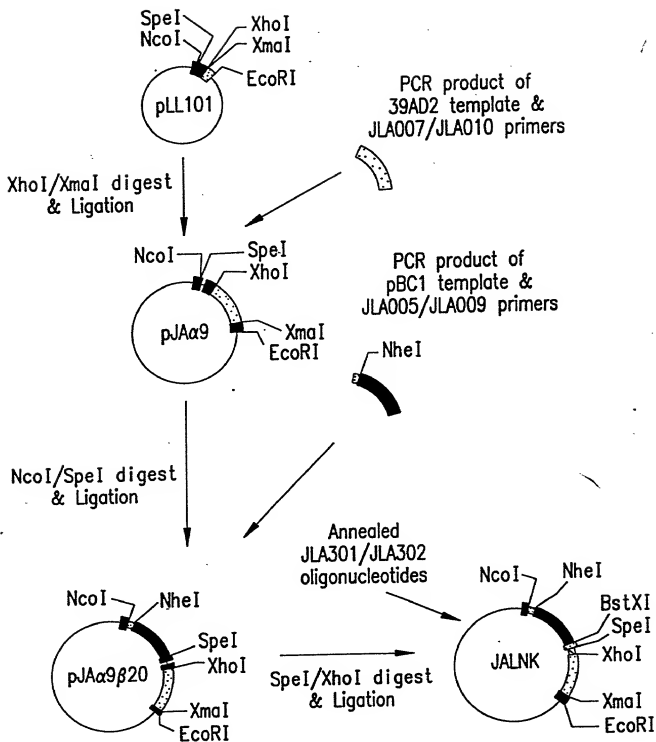 SpeI
NcoI
XhoI
XmaI
EcoRI
pLL101
PCR product of
39AD2 template &
JLA007/JLA010 primers
XhoI/XmaI digest
& Ligation
NcoI
SpeI
XhoI
pJAα9
XmaI
EcoRI
PCR product of
pBC1 template &
JLA005/JLA009 primers
NheI
NcoI/SpeI digest
& Ligation
Annealed
JLA301/JLA302
oligonucleotides
NcoI
NheI
SpeI
XhoI
pJAα9β20
XmaI
EcoRI
SpeI/XhoI digest
& Ligation
NcoI
NheI
BstXI
SpeI
XhoI
JALNK
XmaI
EcoRI